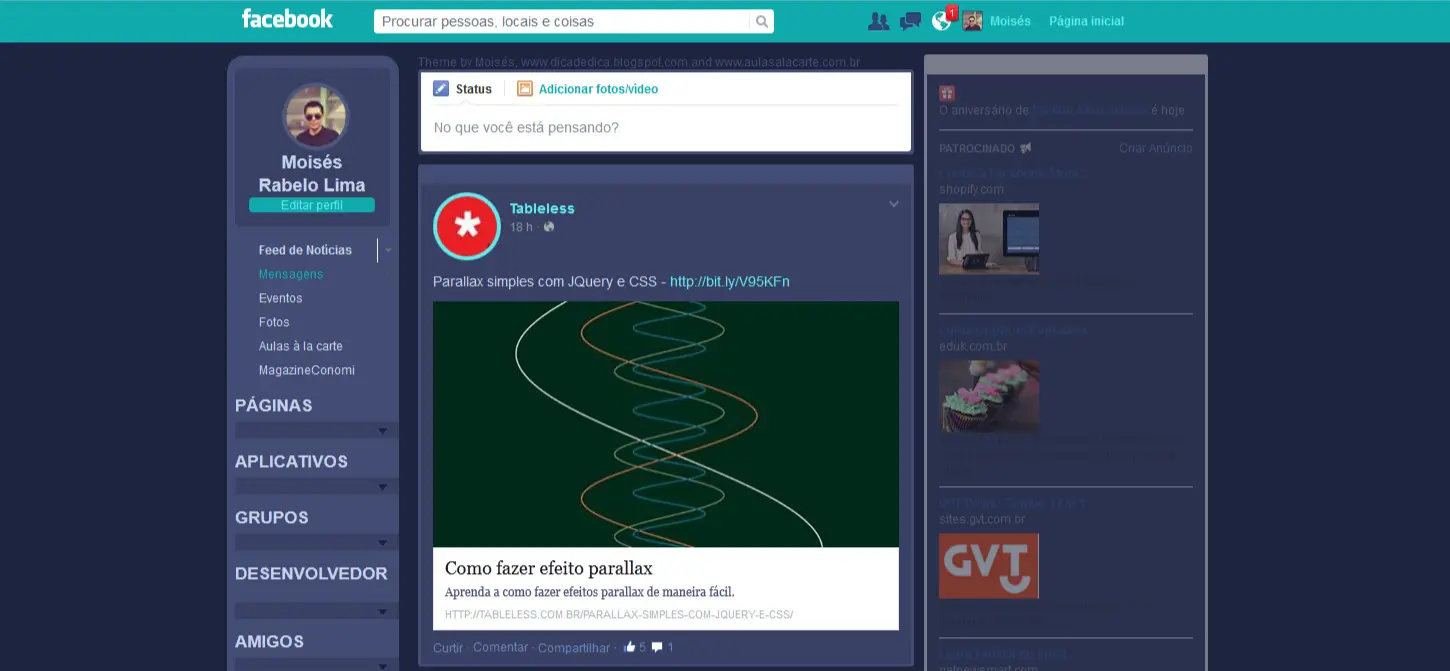 facebook
Procurar pessoas, locais e coisas
1
Moisés
Página inicial
Moisés
Rabelo Lima
Editar perfil
Feed de Notícias
Mensagens
Eventos
Fotos
Aulas à la carte
MagazineConomi
PÁGINAS
APLICATIVOS
GRUPOS
DESENVOLVEDOR
AMIGOS
Theme by Moisés, www.dicadedica.blogspot.com and www.aulasalacarte.com.br
Status
Adicionar fotos/vídeo
No que você está pensando?
Tableless
18 h ·
Parallax simples com JQuery e CSS - http://bit.ly/V95KFn
Como fazer efeito parallax
Aprenda a como fazer efeitos parallax de maneira fácil.
HTTP://TABLELESS.COM.BR/PARALLAX-SIMPLES-COM-JQUERY-E-CSS/
Curtir · Comentar · Compartilhar · 5 1
O aniversário de é hoje
PATROCINADO
Criar Anúncio
shopify.com
eduk.com.br
sites.gvt.com.br
GVT
getnewsmart.com